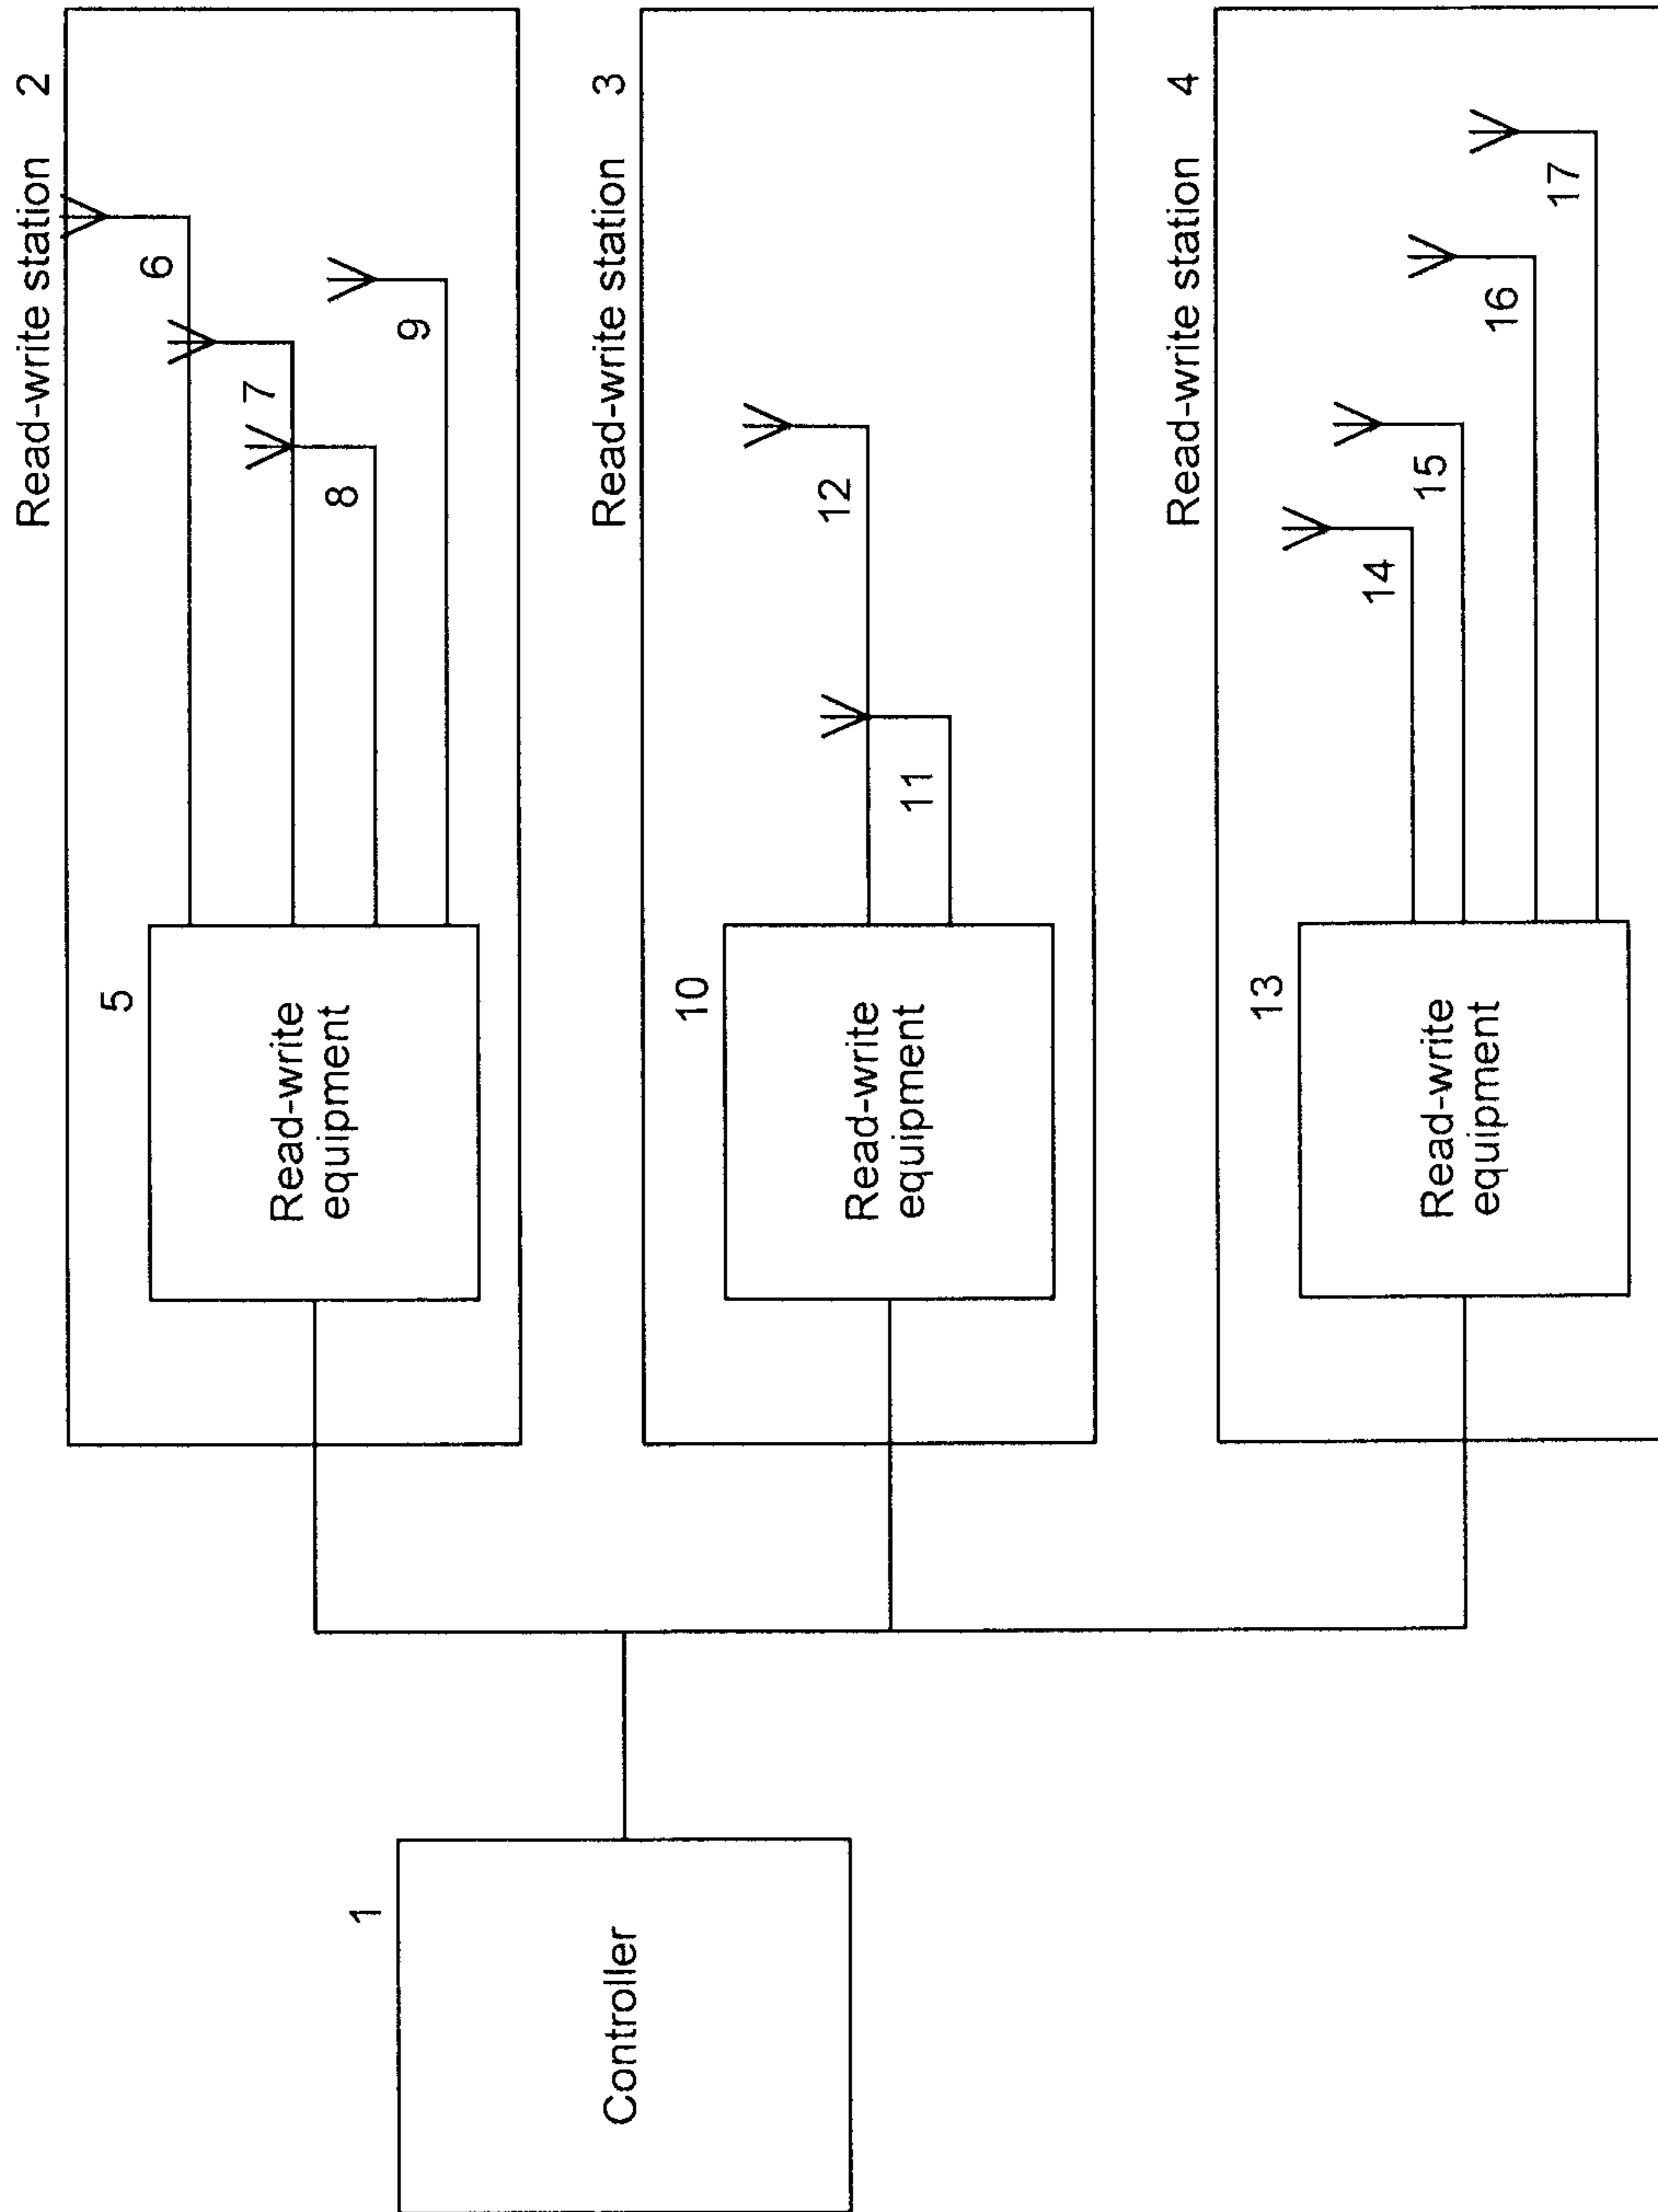 Read-write station 2
5
Read-write
equipment
6
7
8
9
Read-write station 3
10
Read-write
equipment
12
11
Read-write station 4
13
Read-write
equipment
14
15
16
17
1
Controller